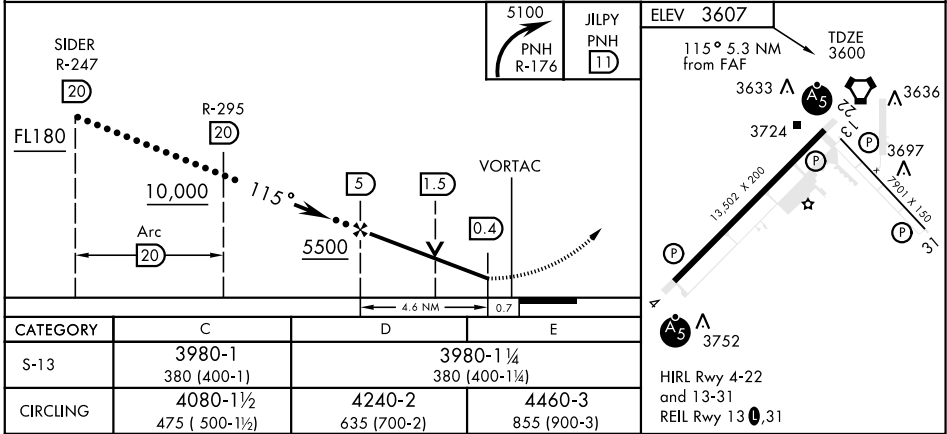 SIDER
R-247
20
FL180
R-295
20
10,000
Arc
20
115°
5
5500
1.5
0.4
VORTAC
4.6 NM
0.7
5100
PNH
R-176
JILPY
PNH
11
CATEGORY C D E
S-13 3980-1 3980-1¼
380 (400-1) 380 (400-1¼)
CIRCLING 4080-1½ 4240-2 4460-3
475 ( 500-1½) 635 (700-2) 855 (900-3)
ELEV 3607
TDZE
3600
115° 5.3 NM
from FAF
3633
A5
3636
22
13
3724
P
P
3697
13,502 X 200
7901 X 150
x
P
P
31
4
A5
3752
HIRL Rwy 4-22
and 13-31
REIL Rwy 13 L,31